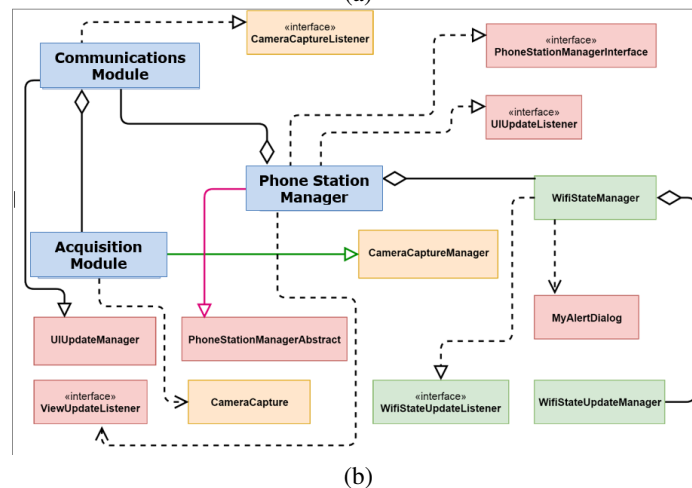 Communications
Module
«interface»
CameraCaptureListener
«interface»
PhoneStationManagerInterface
«interface»
UIUpdateListener
Phone Station
Manager
WifiStateManager
Acquisition
Module
CameraCaptureManager
UIUpdateManager
PhoneStationManagerAbstract
MyAlertDialog
«interface»
ViewUpdateListener
CameraCapture
«interface»
WifiStateUpdateListener
WifiStateUpdateManager
(b)